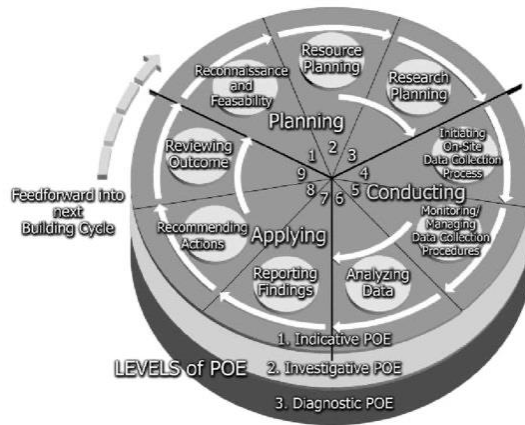 Resource
Planning
Reconnaissance
and
Feasability
Research
Planning
Planning
Initiating
On-Site
Data Collection
Process
Reviewing
Outcome
1
2
3
4
5
6
7
8
9
Conducting
Feedforward into
next
Building Cycle
Monitoring/
Managing
Data Collection
Procedures
Recommending
Actions
Applying
Reporting
Findings
Analyzing
Data
1. Indicative POE
LEVELS of POE
2. Investigative POE
3. Diagnostic POE